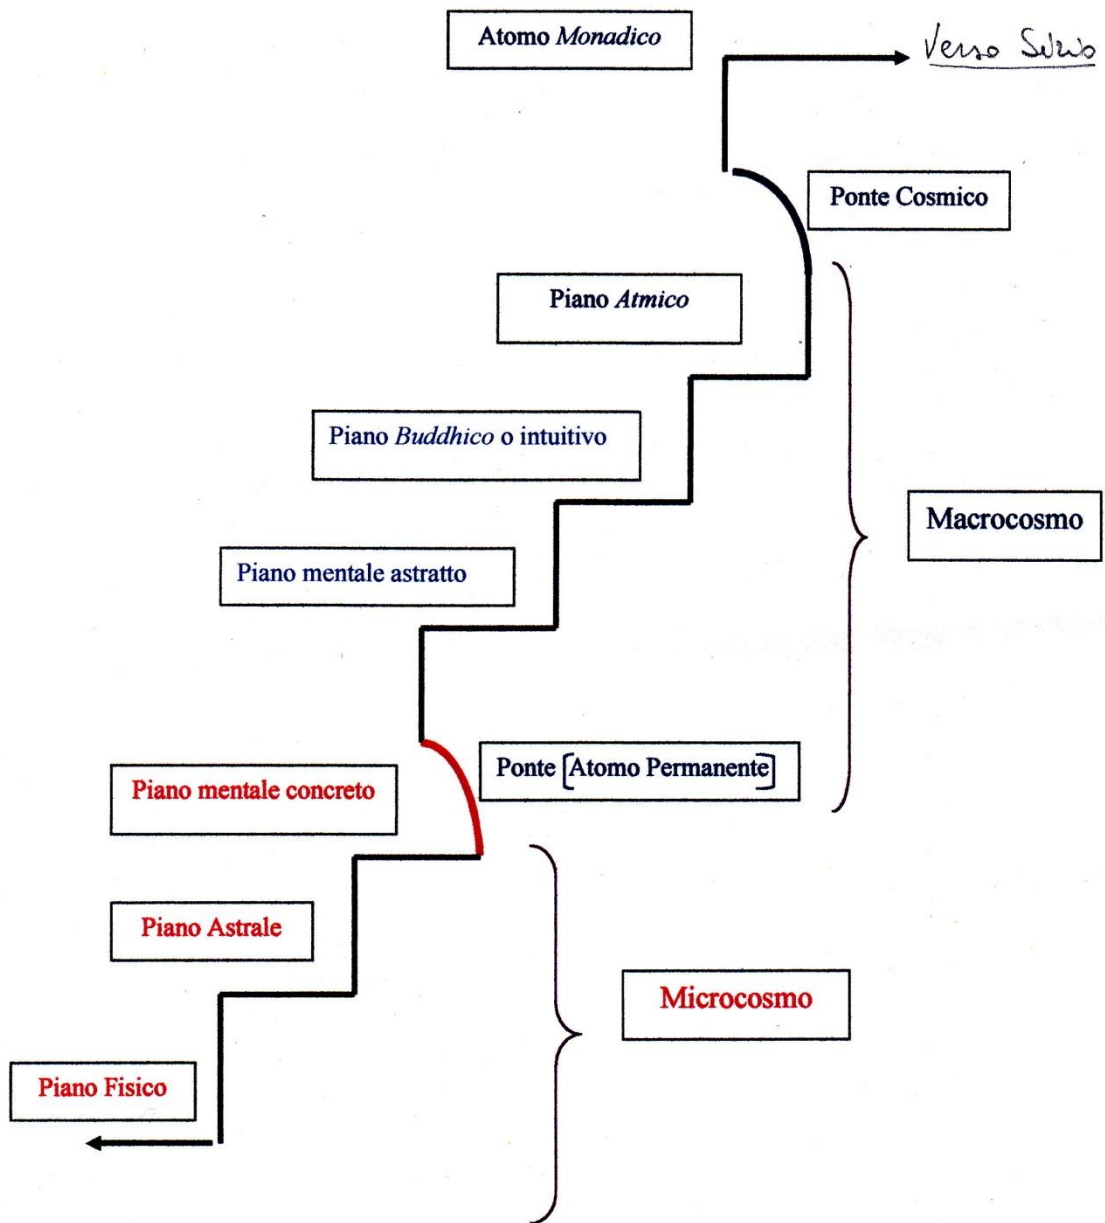 Atomo Monadico
Verso Sirio
Ponte Cosmico
Piano Atmico
Piano Buddhico o intuitivo
Macrocosmo
Piano mentale astratto
Ponte [Atomo Permanente]
Piano mentale concreto
Piano Astrale
Microcosmo
Piano Fisico